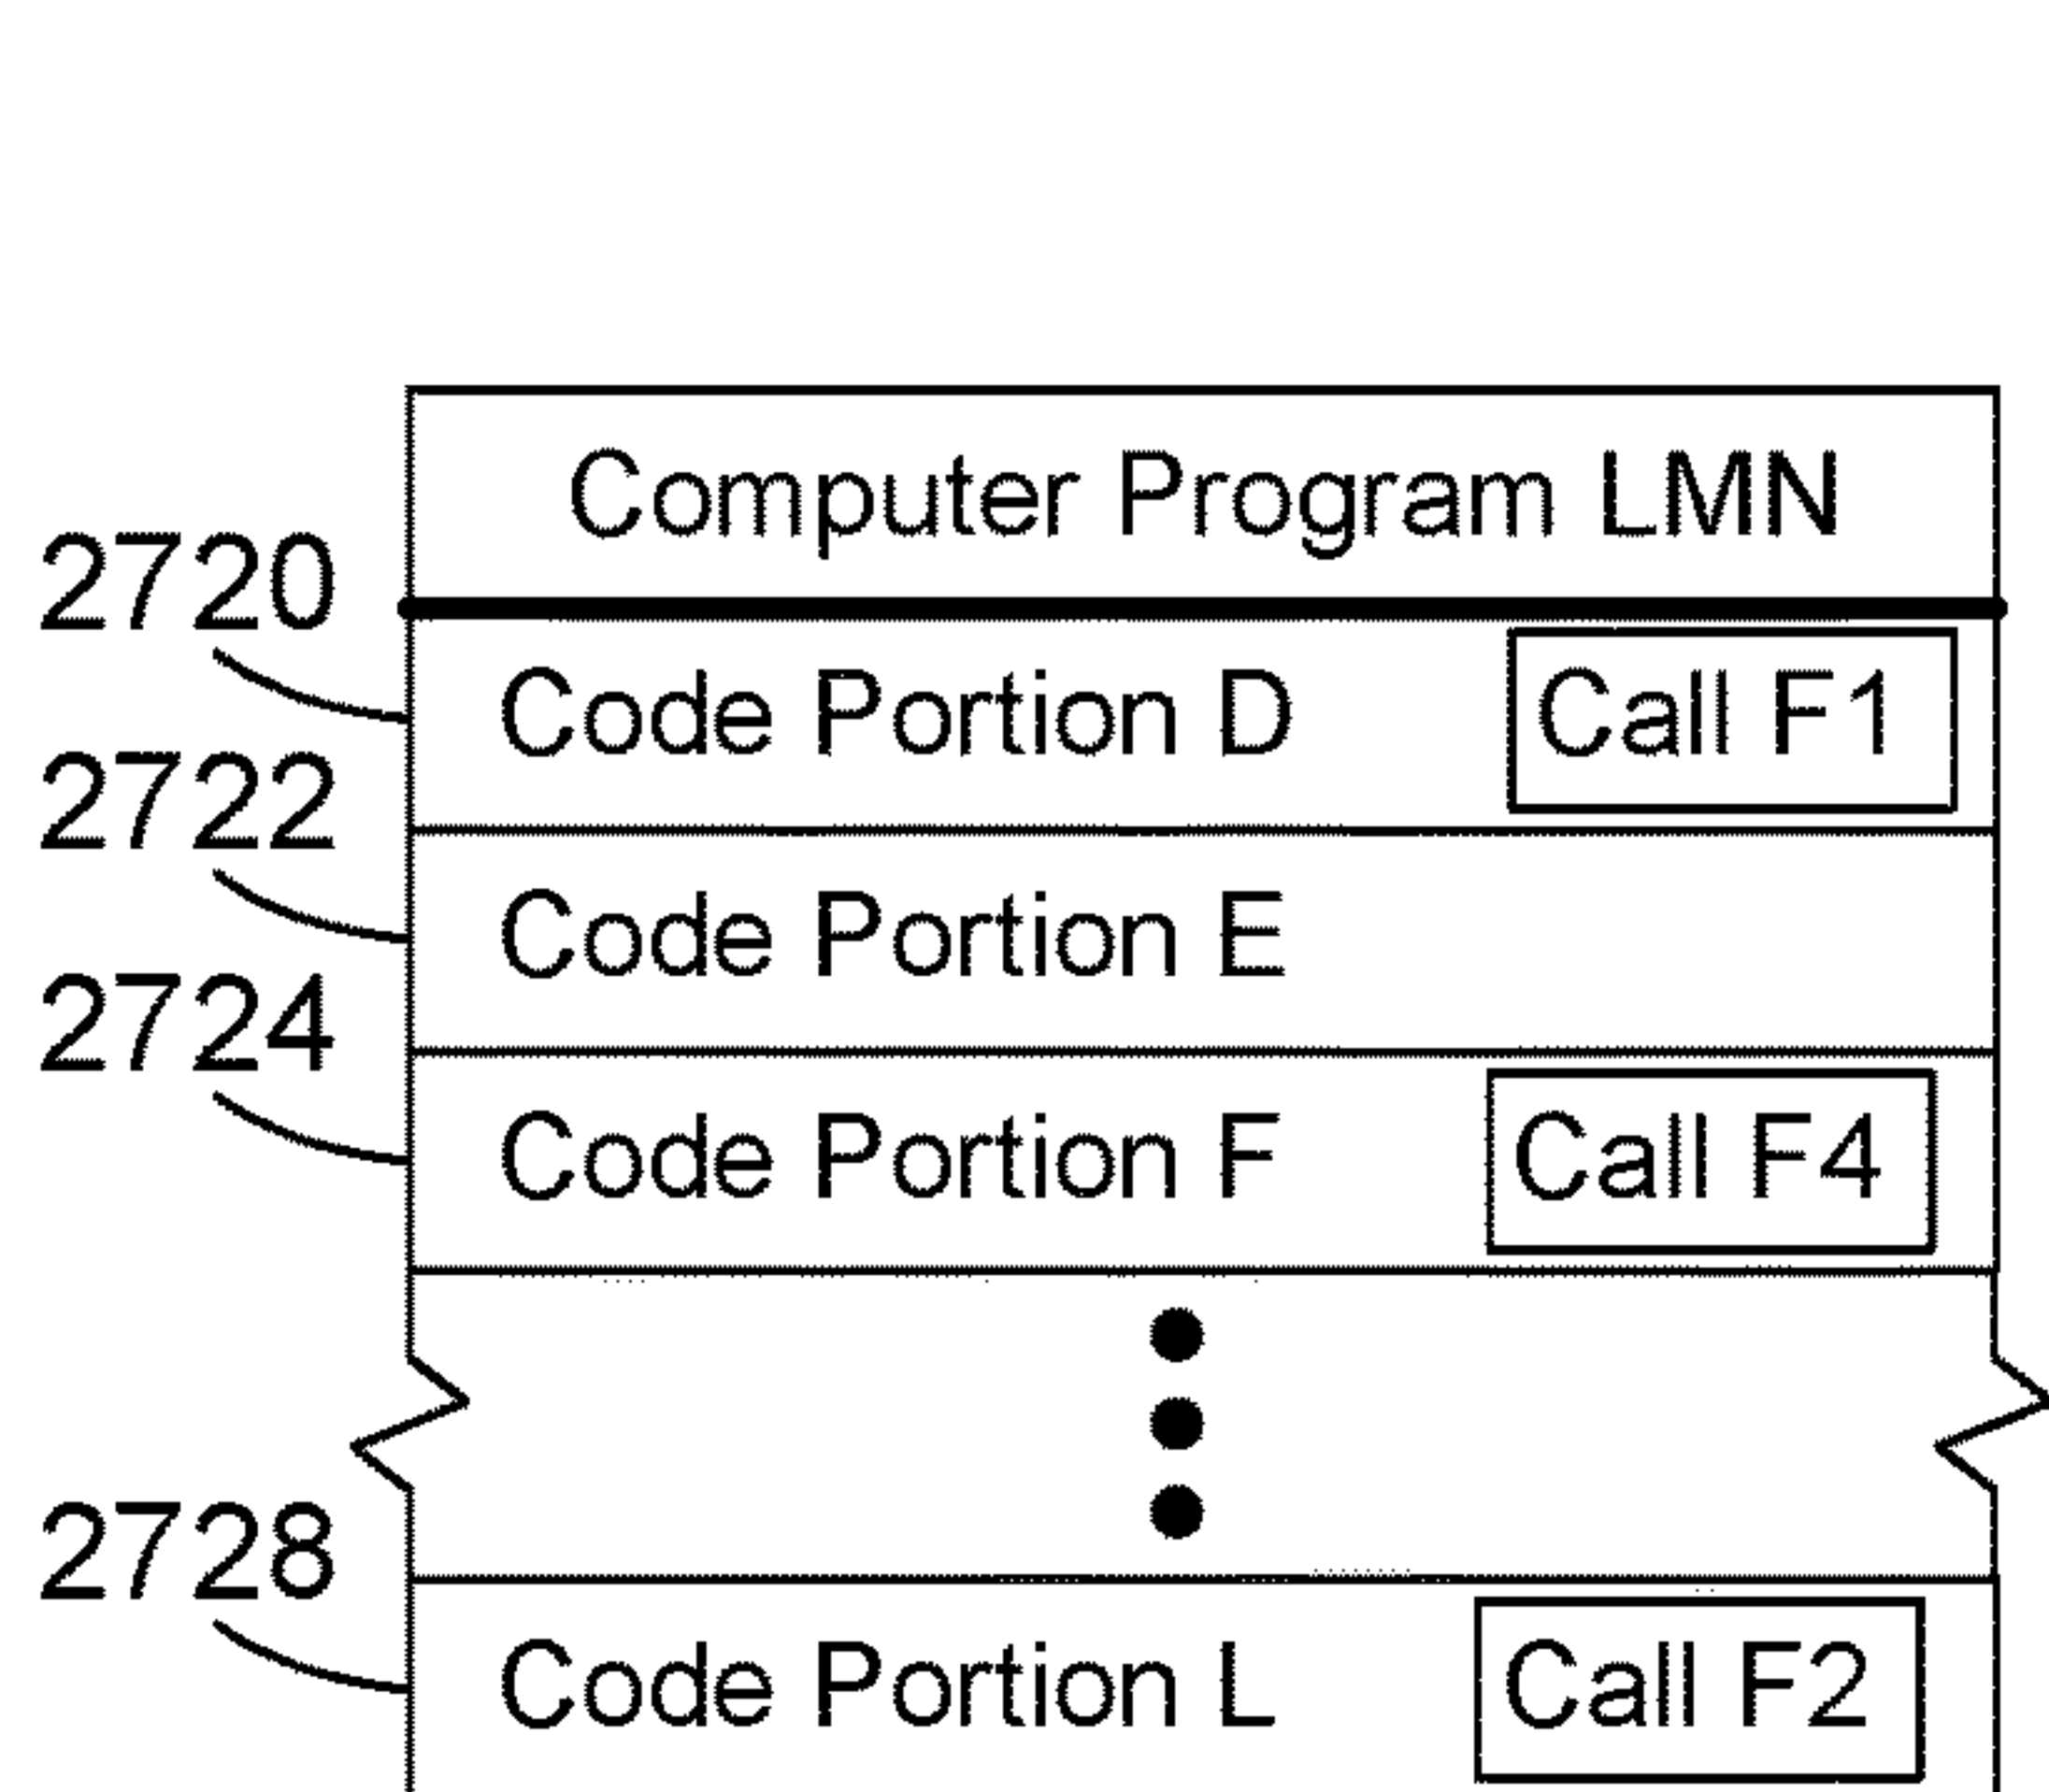 Computer Program LMN
2720
Code Portion D Call F1
2722
Code Portion E
2724
Code Portion F Call F4
2728
Code Portion L Call F2